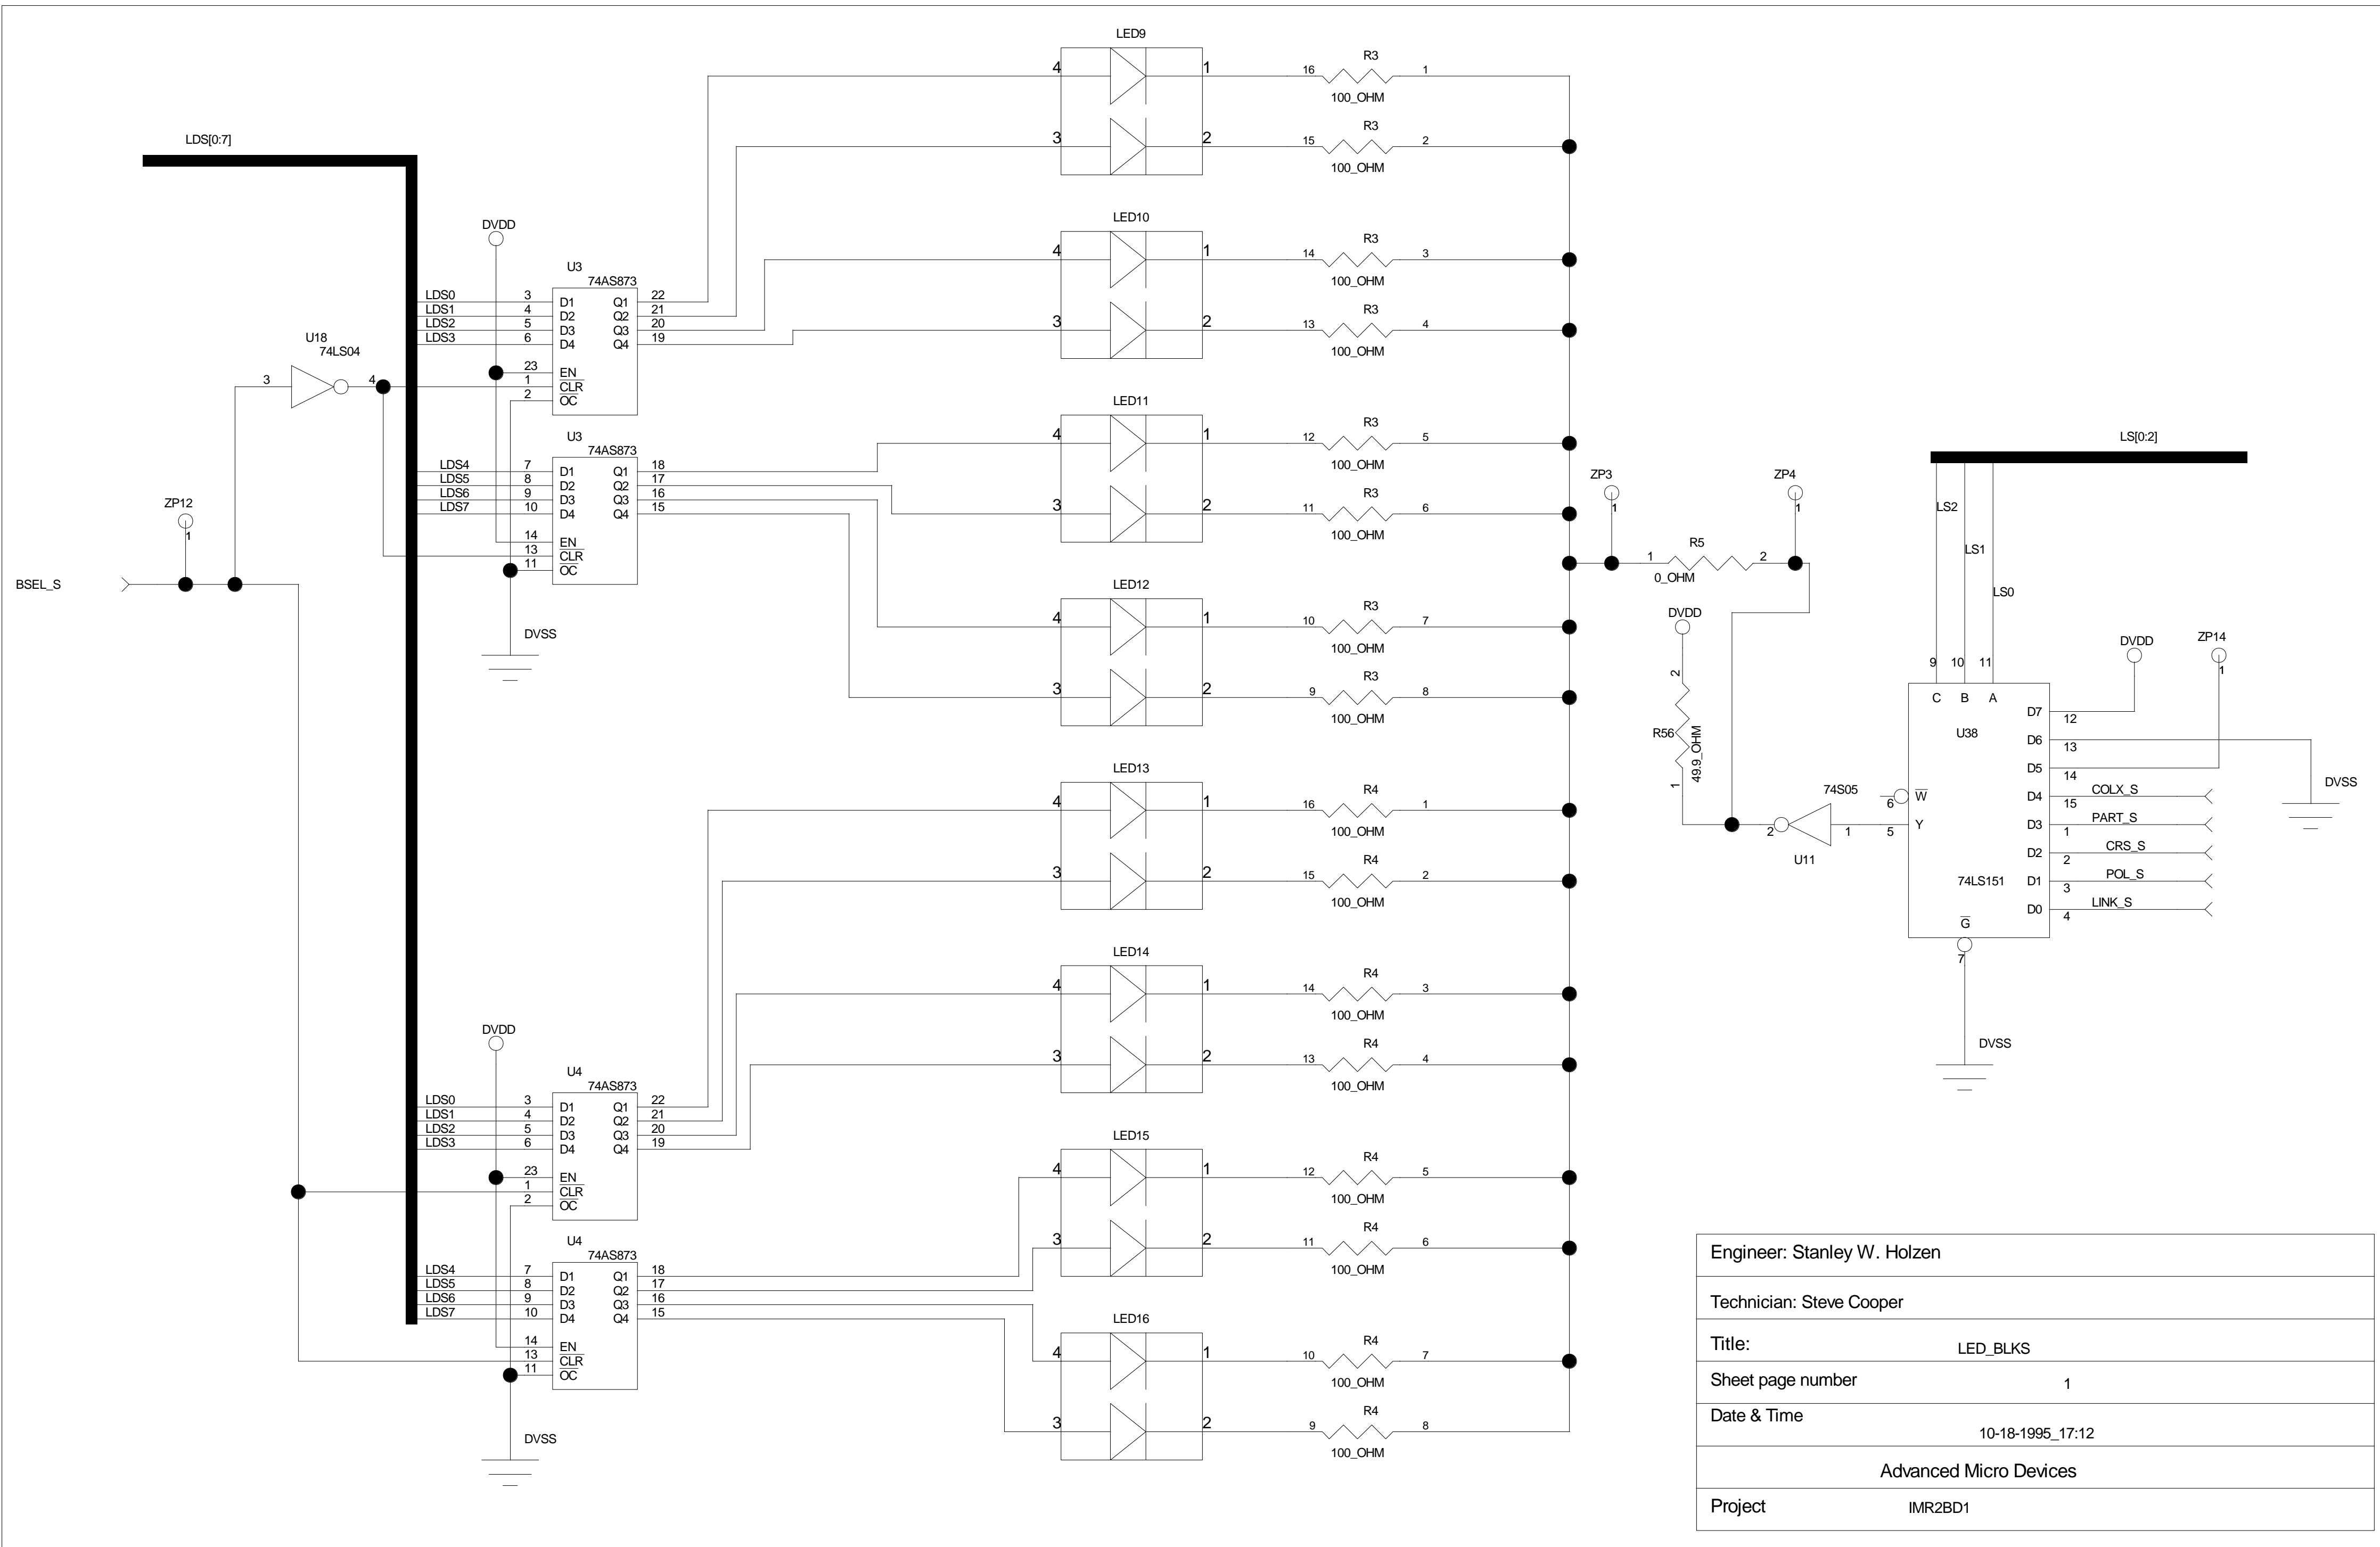 LED9
4 1 16 R3 1
100_OHM
3 2 15 R3 2
100_OHM
LDS[0:7]
LED10
4 1 14 R3 3
100_OHM
3 2 13 R3 4
100_OHM
DVDD
U3
74AS873
LDS0 3 D1 Q1 22
LDS1 4 D2 Q2 21
LDS2 5 D3 Q3 20
LDS3 6 D4 Q4 19
23 EN
1 CLR
2 OC
U18
74LS04
3 4
LED11
4 1 12 R3 5
100_OHM
3 2 11 R3 6
100_OHM
U3
74AS873
LDS4 7 D1 Q1 18
LDS5 8 D2 Q2 17
LDS6 9 D3 Q3 16
LDS7 10 D4 Q4 15
14 EN
13 CLR
11 OC
DVSS
ZP12
1
BSEL_S
LED12
4 1 10 R3 7
100_OHM
3 2 9 R3 8
100_OHM
ZP3
1
ZP4
1
1 R5 2
0_OHM
DVDD
2
R56
49.9_OHM
1
LS[0:2]
LS2
LS1
LS0
9 10 11
C B A
U38
74LS151
DVDD
ZP14
1
D7 12
D6 13
D5 14
D4 15 COLX_S
D3 1 PART_S
D2 2 CRS_S
D1 3 POL_S
D0 4 LINK_S
DVSS
6 W
5 Y
G
7
DVSS
74S05
2 1
U11
LED13
4 1 16 R4 1
100_OHM
3 2 15 R4 2
100_OHM
LED14
4 1 14 R4 3
100_OHM
3 2 13 R4 4
100_OHM
DVDD
U4
74AS873
LDS0 3 D1 Q1 22
LDS1 4 D2 Q2 21
LDS2 5 D3 Q3 20
LDS3 6 D4 Q4 19
23 EN
1 CLR
2 OC
LED15
4 1 12 R4 5
100_OHM
3 2 11 R4 6
100_OHM
U4
74AS873
LDS4 7 D1 Q1 18
LDS5 8 D2 Q2 17
LDS6 9 D3 Q3 16
LDS7 10 D4 Q4 15
14 EN
13 CLR
11 OC
DVSS
LED16
4 1 10 R4 7
100_OHM
3 2 9 R4 8
100_OHM
Engineer: Stanley W. Holzen
Technician: Steve Cooper
Title: LED_BLKS
Sheet page number 1
Date & Time
10-18-1995_17:12
Advanced Micro Devices
Project IMR2BD1